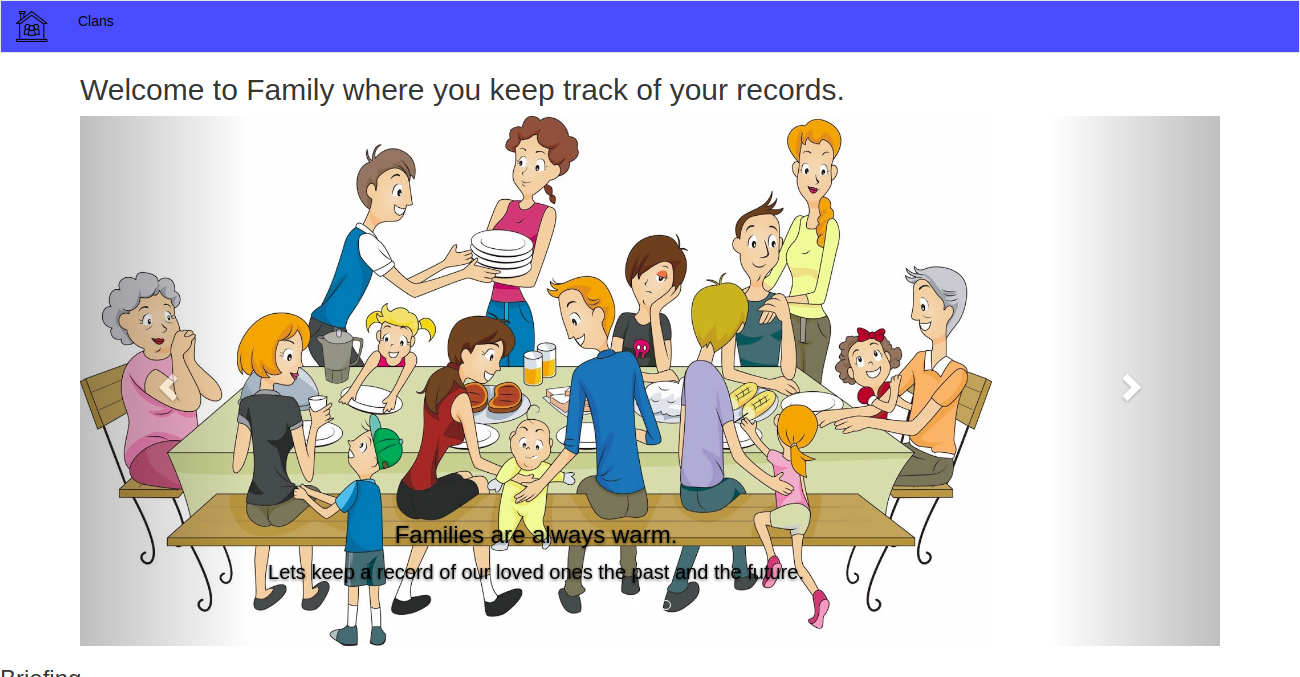 Clans
Welcome to Family where you keep track of your records.
Families are always warm.
Lets keep a record of our loved ones the past and the future.
Briefing